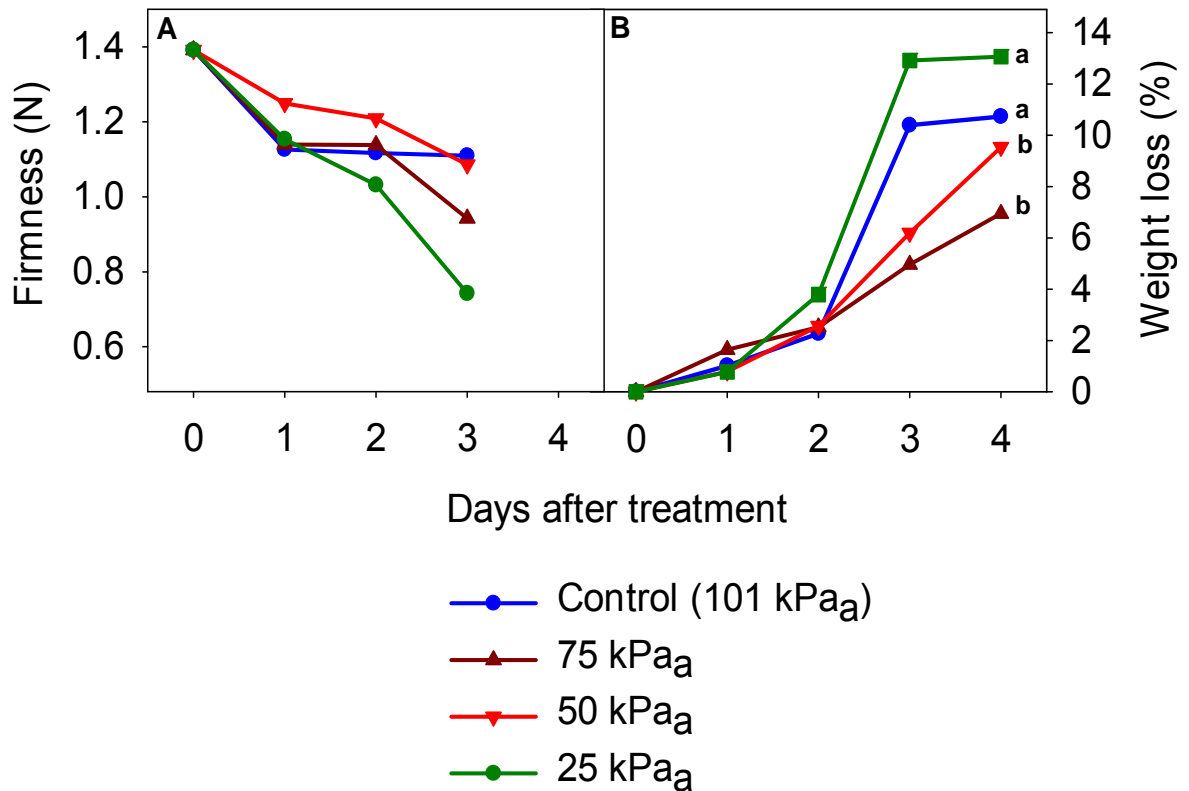 A
B
Firmness (N)
1.4
1.2
1.0
0.8
0.6
0 1 2 3 4
a
a
b
b
14
12
10
8
6
4
2
0
Weight loss (%)
0 1 2 3 4
Days after treatment
Control (101 kPaa)
75 kPaa
50 kPaa
25 kPaa